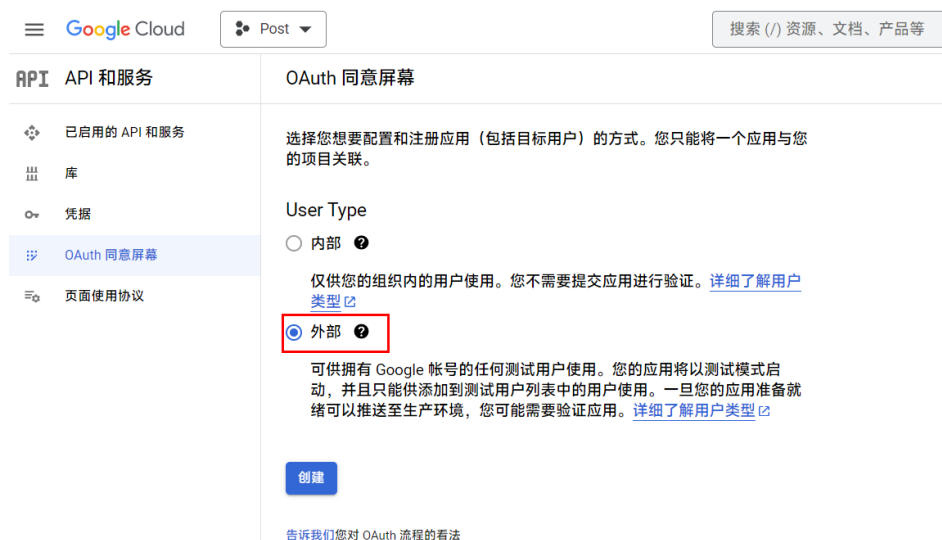 Google Cloud
Post
搜索 (/) 资源、文档、产品等
API
API 和服务
OAuth 同意屏幕
已启用的 API 和服务
库
凭据
OAuth 同意屏幕
页面使用协议
选择您想要配置和注册应用（包括目标用户）的方式。您只能将一个应用与您
的项目关联。
User Type
内部
仅供您的组织内的用户使用。您不需要提交应用进行验证。详细了解用户
类型
外部
可供拥有 Google 帐号的任何测试用户使用。您的应用将以测试模式启
动，并且只能供添加到测试用户列表中的用户使用。一旦您的应用准备就
绪可以推送至生产环境，您可能需要验证应用。详细了解用户类型
创建
告诉我们您对 OAuth 流程的看法